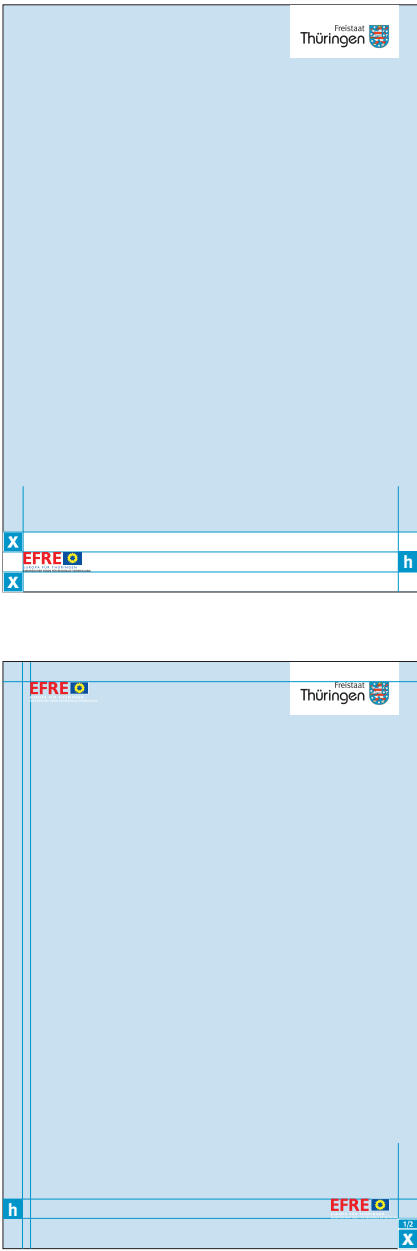 Freistaat
Thüringen
X
EFRE
EUROPA FÜR THÜRINGEN
h
X
EFRE
Freistaat
Thüringen
h
EFRE
1/2
X